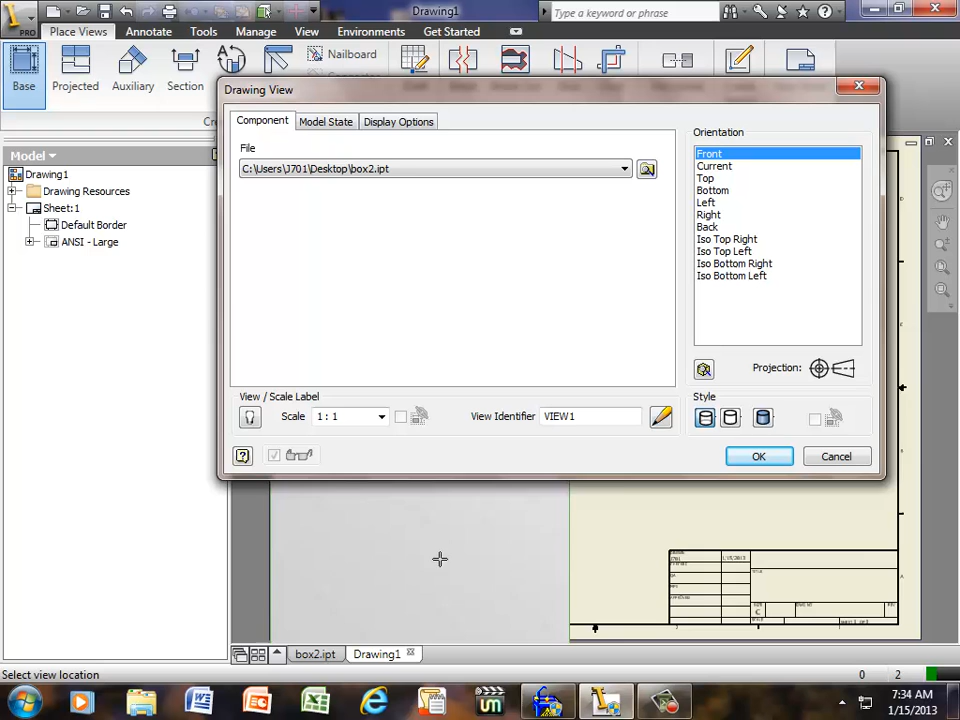 Drawing1
Type a keyword or phrase
PRO
Place Views
Annotate
Tools
Manage
View
Environments
Get Started
Base
Projected
Auxiliary
Section
Nailboard
Drawing View
Model
Drawing1
Drawing Resources
Sheet:1
Default Border
ANSI - Large
Component
Model State
Display Options
File
C:\Users\J701\Desktop\box2.ipt
Orientation
Front
Current
Top
Bottom
Left
Right
Back
Iso Top Right
Iso Top Left
Iso Bottom Right
Iso Bottom Left
Projection:
View / Scale Label
Scale
1 : 1
View Identifier
VIEW1
Style
OK
Cancel
box2.ipt
Drawing1
Select view location
0
2
7:34 AM
1/15/2013